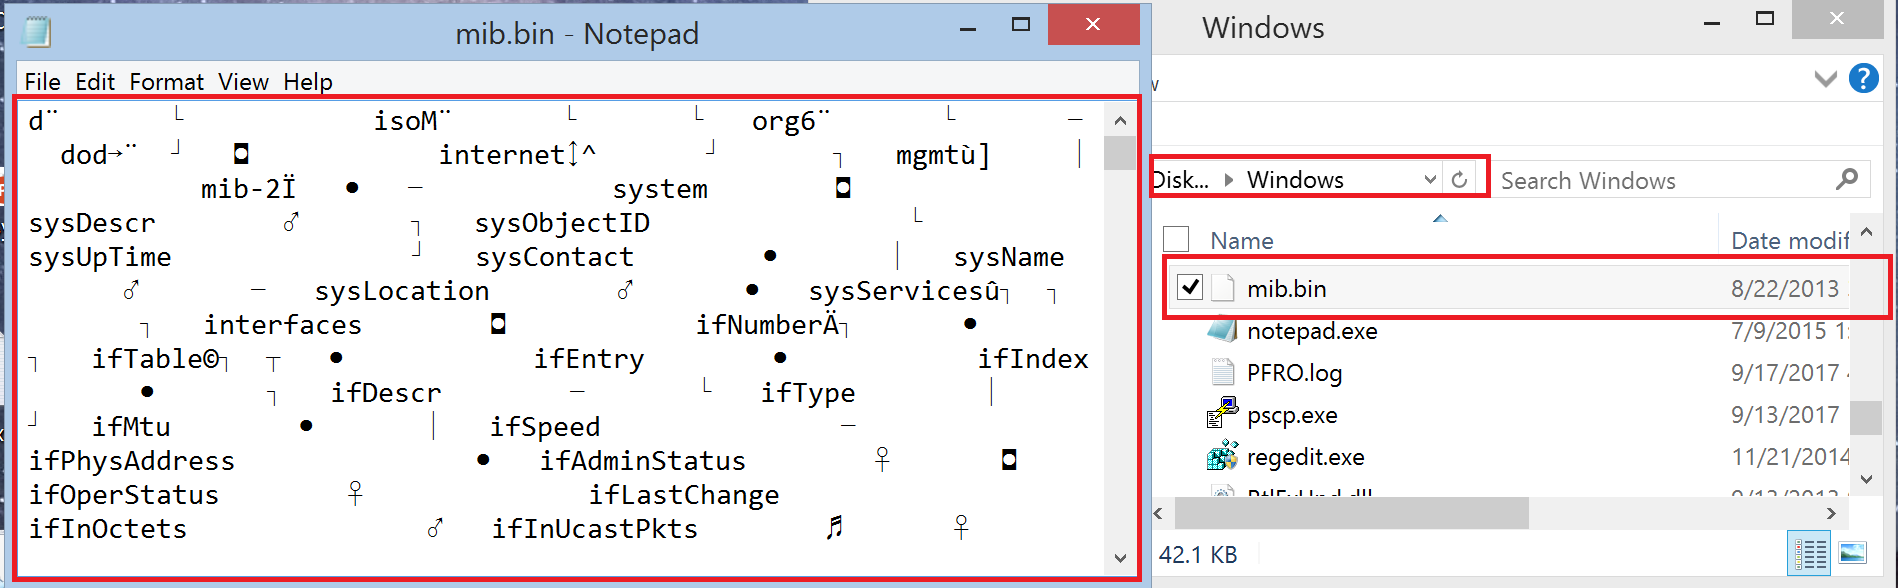 mib.bin - Notepad
File Edit Format View Help
d¨ └ isoM¨ └ └ org6¨ └ ─
dod→¨ ┘ ◘ internet↕^ ┘ ┐ mgmtù] │
mib-2Ï • ─ system ◘
sysDescr ♂ ┐ sysObjectID └
sysUpTime ┘ sysContact • │ sysName
♂ ─ sysLocation ♂ • sysServicesû┐ ┐
┐ interfaces ◘ ifNumberÄ┐ •
┐ ifTable©┐ ┬ • ifEntry • ifIndex
• ┐ ifDescr ─ └ ifType │
┘ ifMtu • │ ifSpeed ─
ifPhysAddress • ifAdminStatus ♀ ◘
ifOperStatus ♀ ifLastChange
ifInOctets ♂ ifInUcastPkts ♬ ♀
Windows
Disk... Windows
Search Windows
Name Date modif
mib.bin 8/22/2013
notepad.exe 7/9/2015 1:
PFRO.log 9/17/2017
pscp.exe 9/13/2017
regedit.exe 11/21/2014
42.1 KB